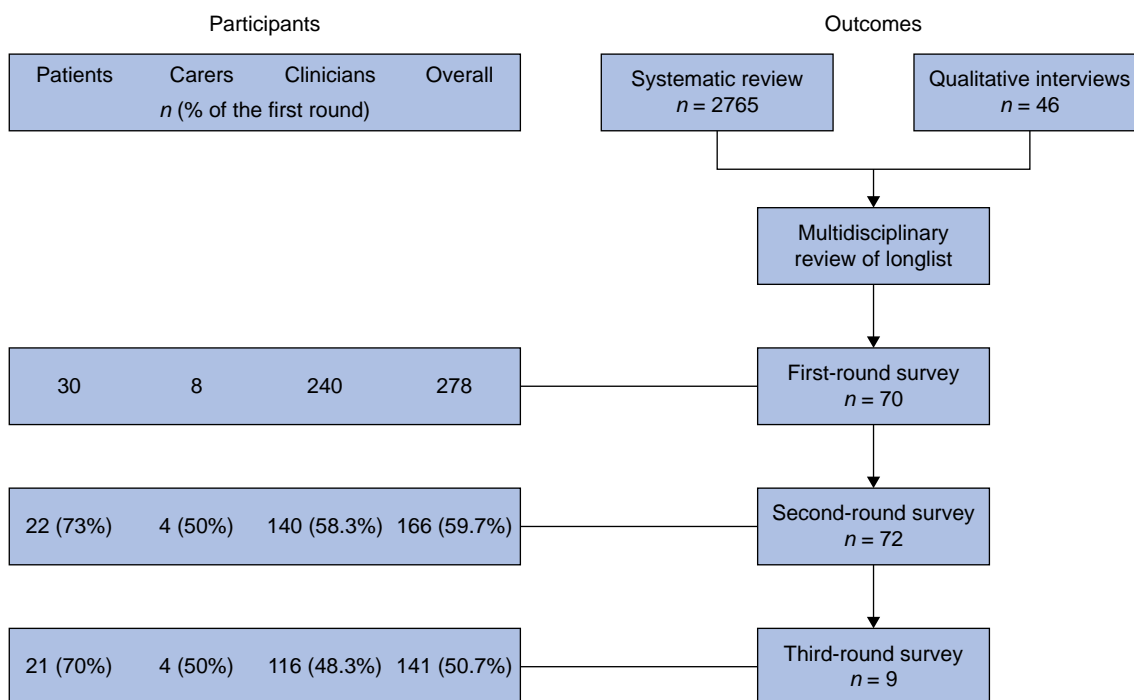 Participants
Outcomes
Patients Carers Clinicians Overall
n (% of the first round)
Systematic review
n = 2765
Qualitative interviews
n = 46
Multidisciplinary
review of longlist
30 8 240 278
First-round survey
n = 70
22 (73%) 4 (50%) 140 (58.3%) 166 (59.7%)
Second-round survey
n = 72
21 (70%) 4 (50%) 116 (48.3%) 141 (50.7%)
Third-round survey
n = 9